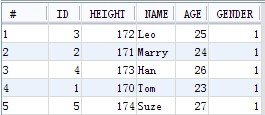 # ID HEIGHT NAME AGE GENDER
1 3 172 Leo 25 1
2 2 171 Marry 24 1
3 4 173 Han 26 1
4 1 170 Tom 23 1
5 5 174 Suze 27 1